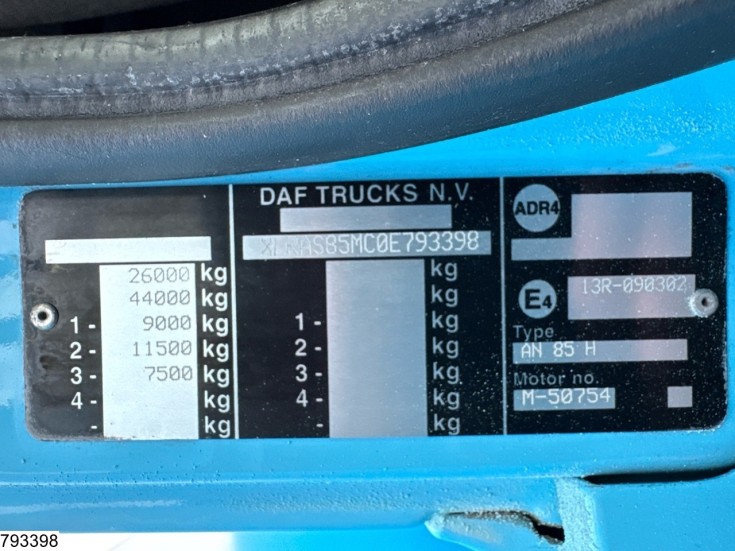 26000 kg
44000 kg
1- 9000 kg
2- 11500 kg
3- 7500 kg
4- kg
- kg
DAF TRUCKS N.V.
XLRAS85MC0E793398
kg
kg
1- kg
2- kg
3- kg
4- kg
- kg
ADR4
E4 13R-090302
Type
AN 85 H
Motor no.
M-50754
793398